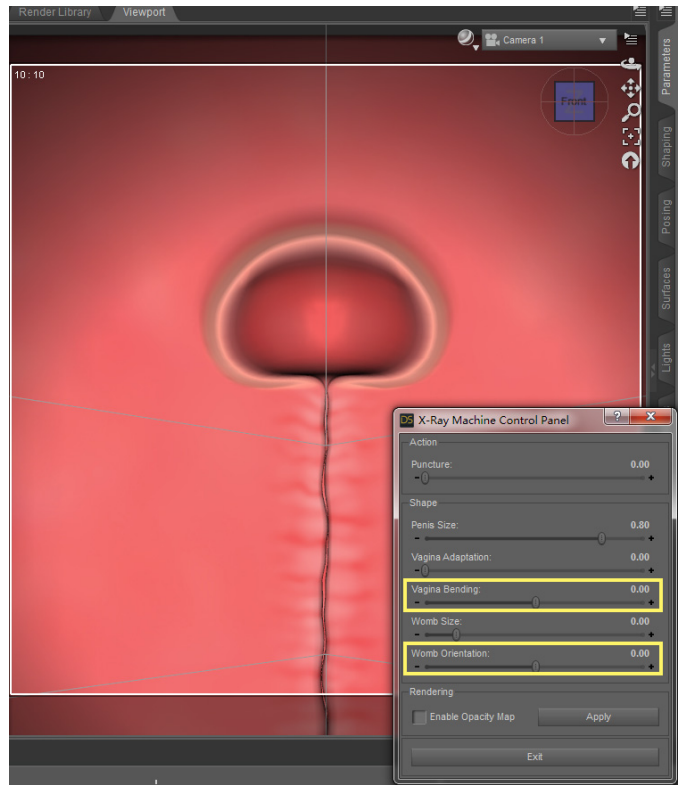 Render Library Viewport
Camera 1
10 : 10
Front
Parameters
Shaping
Posing
Surfaces
Lights
DS X-Ray Machine Control Panel ? X
Action
Puncture: 0.00
- +
Shape
Penis Size: 0.80
- +
Vagina Adaptation: 0.00
- +
Vagina Bending: 0.00
- +
Womb Size: 0.00
- +
Womb Orientation: 0.00
- +
Rendering
Enable Opacity Map Apply
Exit